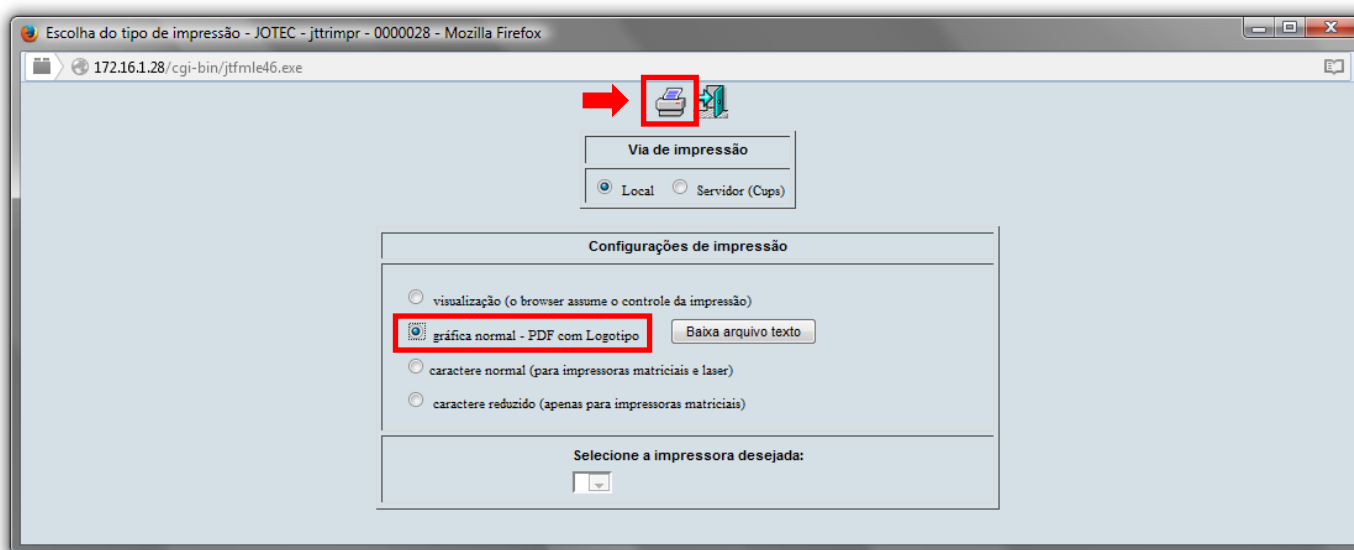 Escolha do tipo de impressão - JOTEC - jttrimpr - 0000028 - Mozilla Firefox
172.16.1.28/cgi-bin/jtfmle46.exe
Via de impressão
Local Servidor (Cups)
Configurações de impressão
visualização (o browser assume o controle da impressão)
gráfica normal - PDF com Logotipo Baixa arquivo texto
caractere normal (para impressoras matriciais e laser)
caractere reduzido (apenas para impressoras matriciais)
Selecione a impressora desejada: